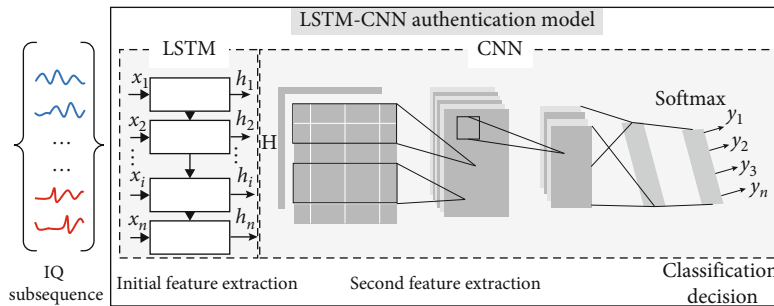 LSTM-CNN authentication model
LSTM
CNN
x1
h1
x2
h2
...
...
⋮
⋮
xi
hi
xn
hn
H
Softmax
y1
y2
y3
yn
IQ
subsequence
Initial feature extraction
Second feature extraction
Classification
decision